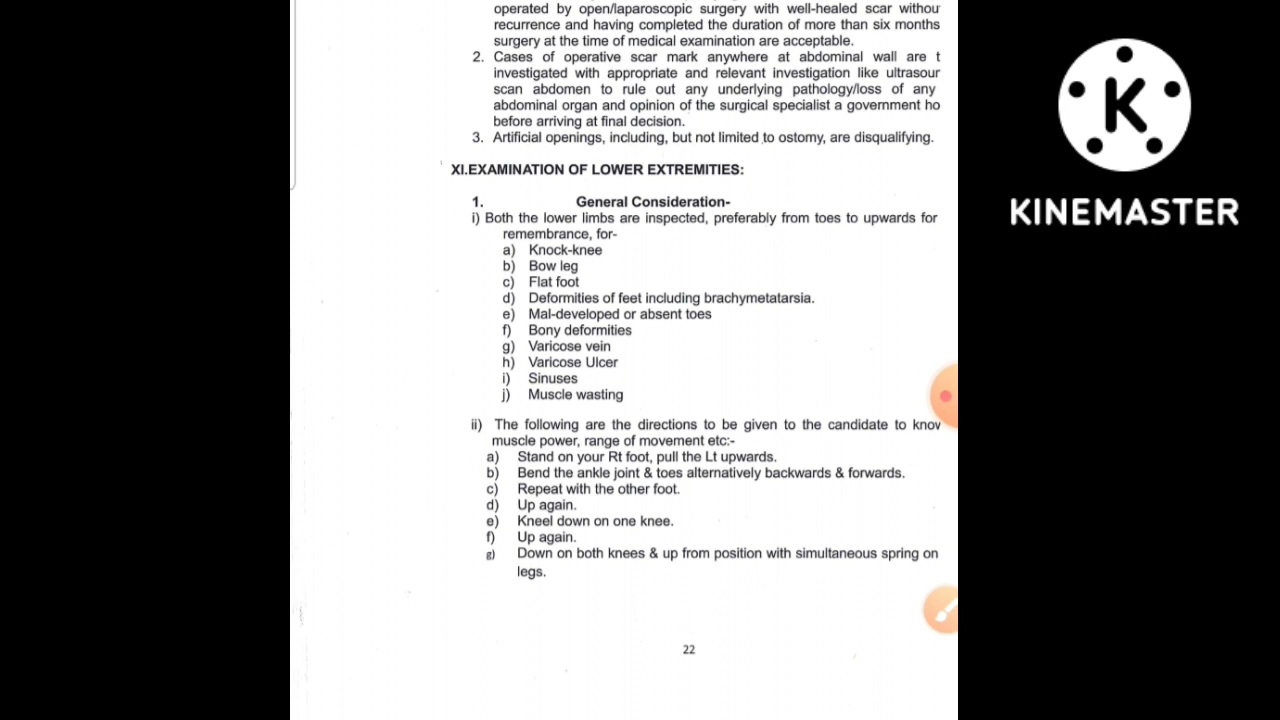 operated by open/laparoscopic surgery with well-healed scar withou
recurrence and having completed the duration of more than six months
surgery at the time of medical examination are acceptable.
2. Cases of operative scar mark anywhere at abdominal wall are t
investigated with appropriate and relevant investigation like ultrasour
scan abdomen to rule out any underlying pathology/loss of any
abdominal organ and opinion of the surgical specialist a government ho
before arriving at final decision.
3. Artificial openings, including, but not limited to ostomy, are disqualifying.
XI.EXAMINATION OF LOWER EXTREMITIES:
1. General Consideration-
i) Both the lower limbs are inspected, preferably from toes to upwards for
remembrance, for-
a) Knock-knee
b) Bow leg
c) Flat foot
d) Deformities of feet including brachymetatarsia.
e) Mal-developed or absent toes
f) Bony deformities
g) Varicose vein
h) Varicose Ulcer
i) Sinuses
j) Muscle wasting
ii) The following are the directions to be given to the candidate to knov
muscle power, range of movement etc:-
a) Stand on your Rt foot, pull the Lt upwards.
b) Bend the ankle joint & toes alternatively backwards & forwards.
c) Repeat with the other foot.
d) Up again.
e) Kneel down on one knee.
f) Up again.
g) Down on both knees & up from position with simultaneous spring on
legs.
22
K
KINEMASTER